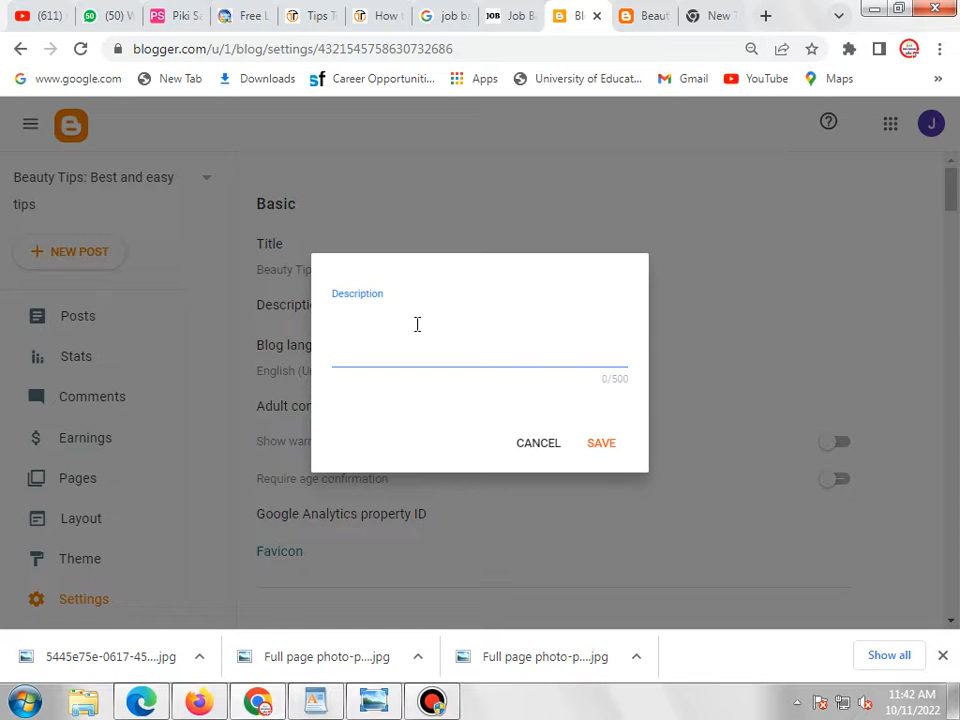 (611)
(50) W
Piki Sa
Free L
Tips T
How
job ba
Job B
Bl
Beaut
New T
blogger.com/u/1/blog/settings/4321545758630732686
www.google.com
New Tab
Downloads
Career Opportuniti...
Apps
University of Educat...
Gmail
YouTube
Maps
»
J
Beauty Tips: Best and easy
tips
NEW POST
Posts
Stats
Comments
Earnings
Pages
Layout
Theme
Settings
Basic
Title
Beauty Tip
Descripti
Blog lang
English (U
Adult con
Show warn
Require age confirmation
Google Analytics property ID
Favicon
Description
0/500
CANCEL
SAVE
5445e75e-0617-45....jpg
Full page photo-p....jpg
Full page photo-p....jpg
Show all
11:42 AM
10/11/2022